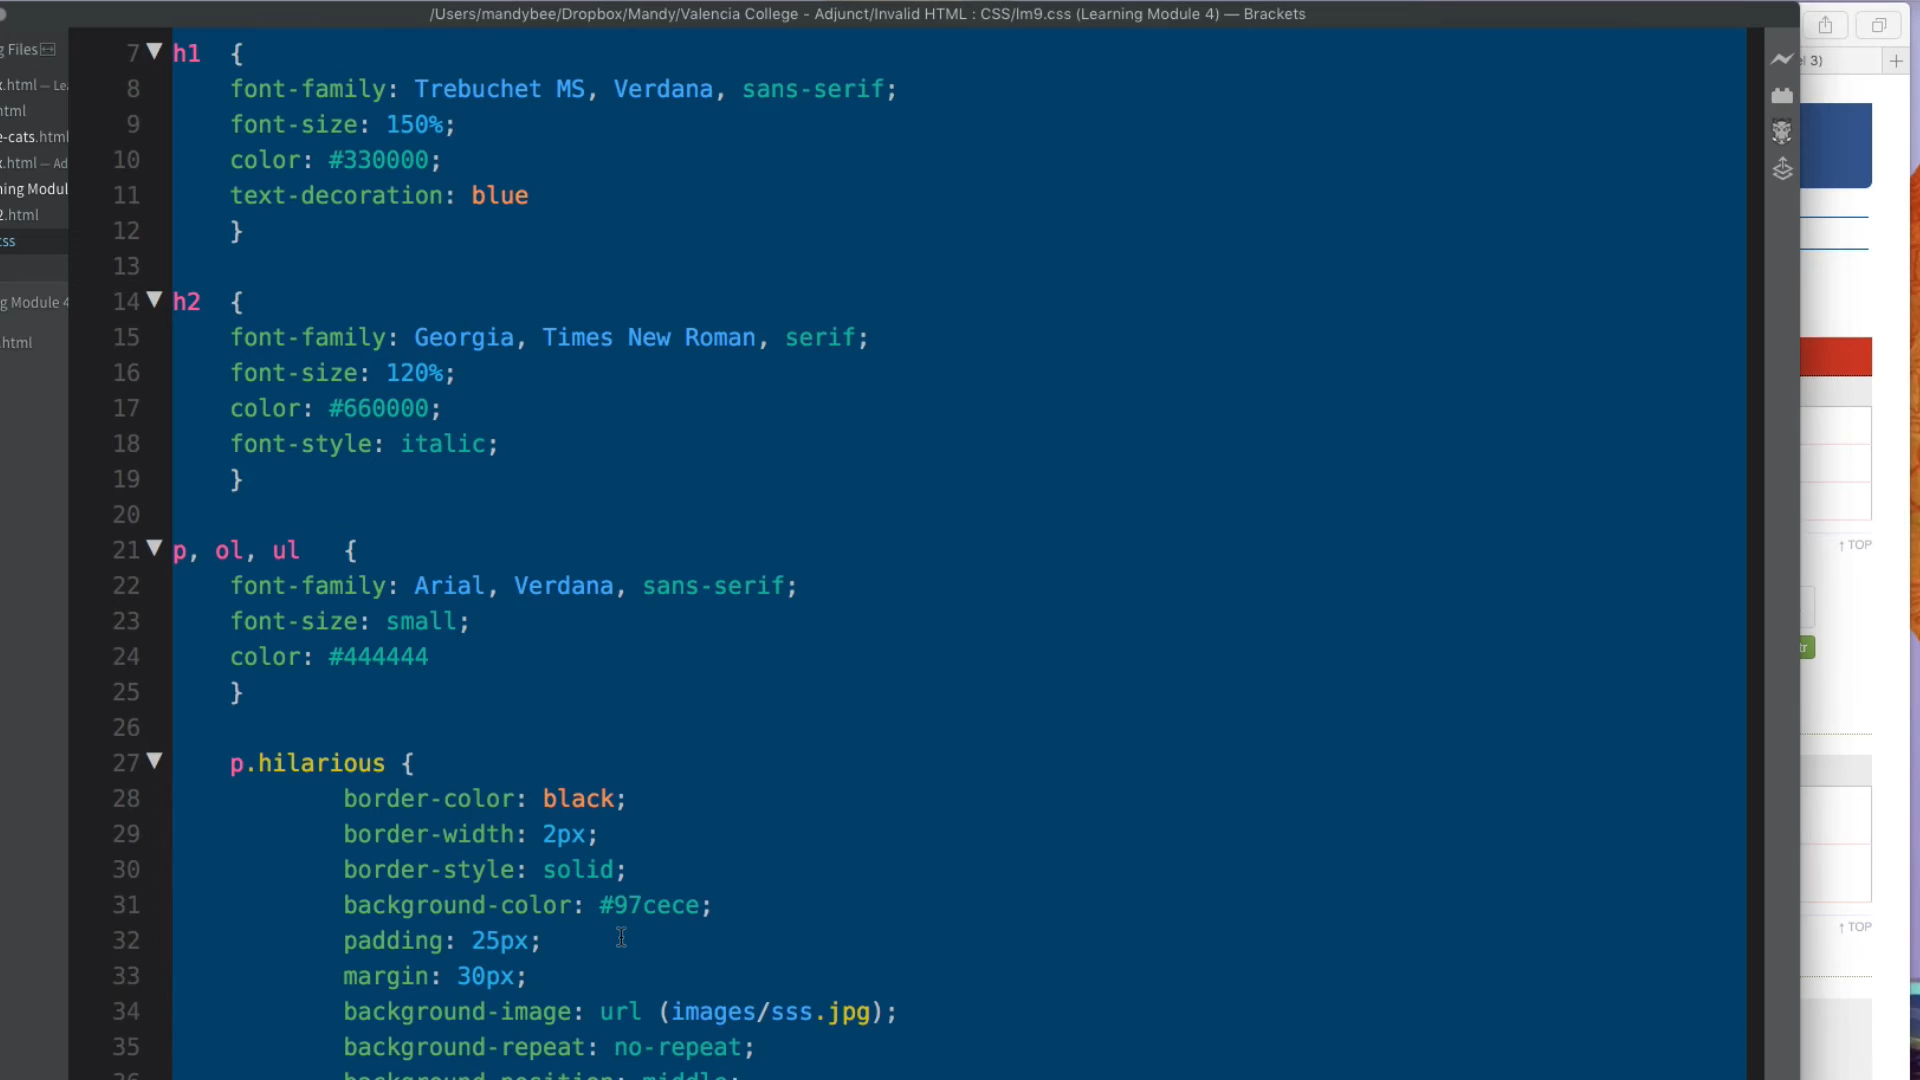 /Users/mandybee/Dropbox/Mandy/Valencia College - Adjunct/Invalid HTML : CSS/lm9.css (Learning Module 4) — Brackets
g Files
x.html — Le
html
e-cats.html
x.html — Ad
ning Modul
2.html
css
g Module 4
.html
7 h1 {
8 font-family: Trebuchet MS, Verdana, sans-serif;
9 font-size: 150%;
10 color: #330000;
11 text-decoration: blue
12 }
13
14 h2 {
15 font-family: Georgia, Times New Roman, serif;
16 font-size: 120%;
17 color: #660000;
18 font-style: italic;
19 }
20
21 p, ol, ul {
22 font-family: Arial, Verdana, sans-serif;
23 font-size: small;
24 color: #444444
25 }
26
27 p.hilarious {
28 border-color: black;
29 border-width: 2px;
30 border-style: solid;
31 background-color: #97cece;
32 padding: 25px;
33 margin: 30px;
34 background-image: url (images/sss.jpg);
35 background-repeat: no-repeat;
36 background-position: middle;
el 3)
↑ TOP
tr
↑ TOP